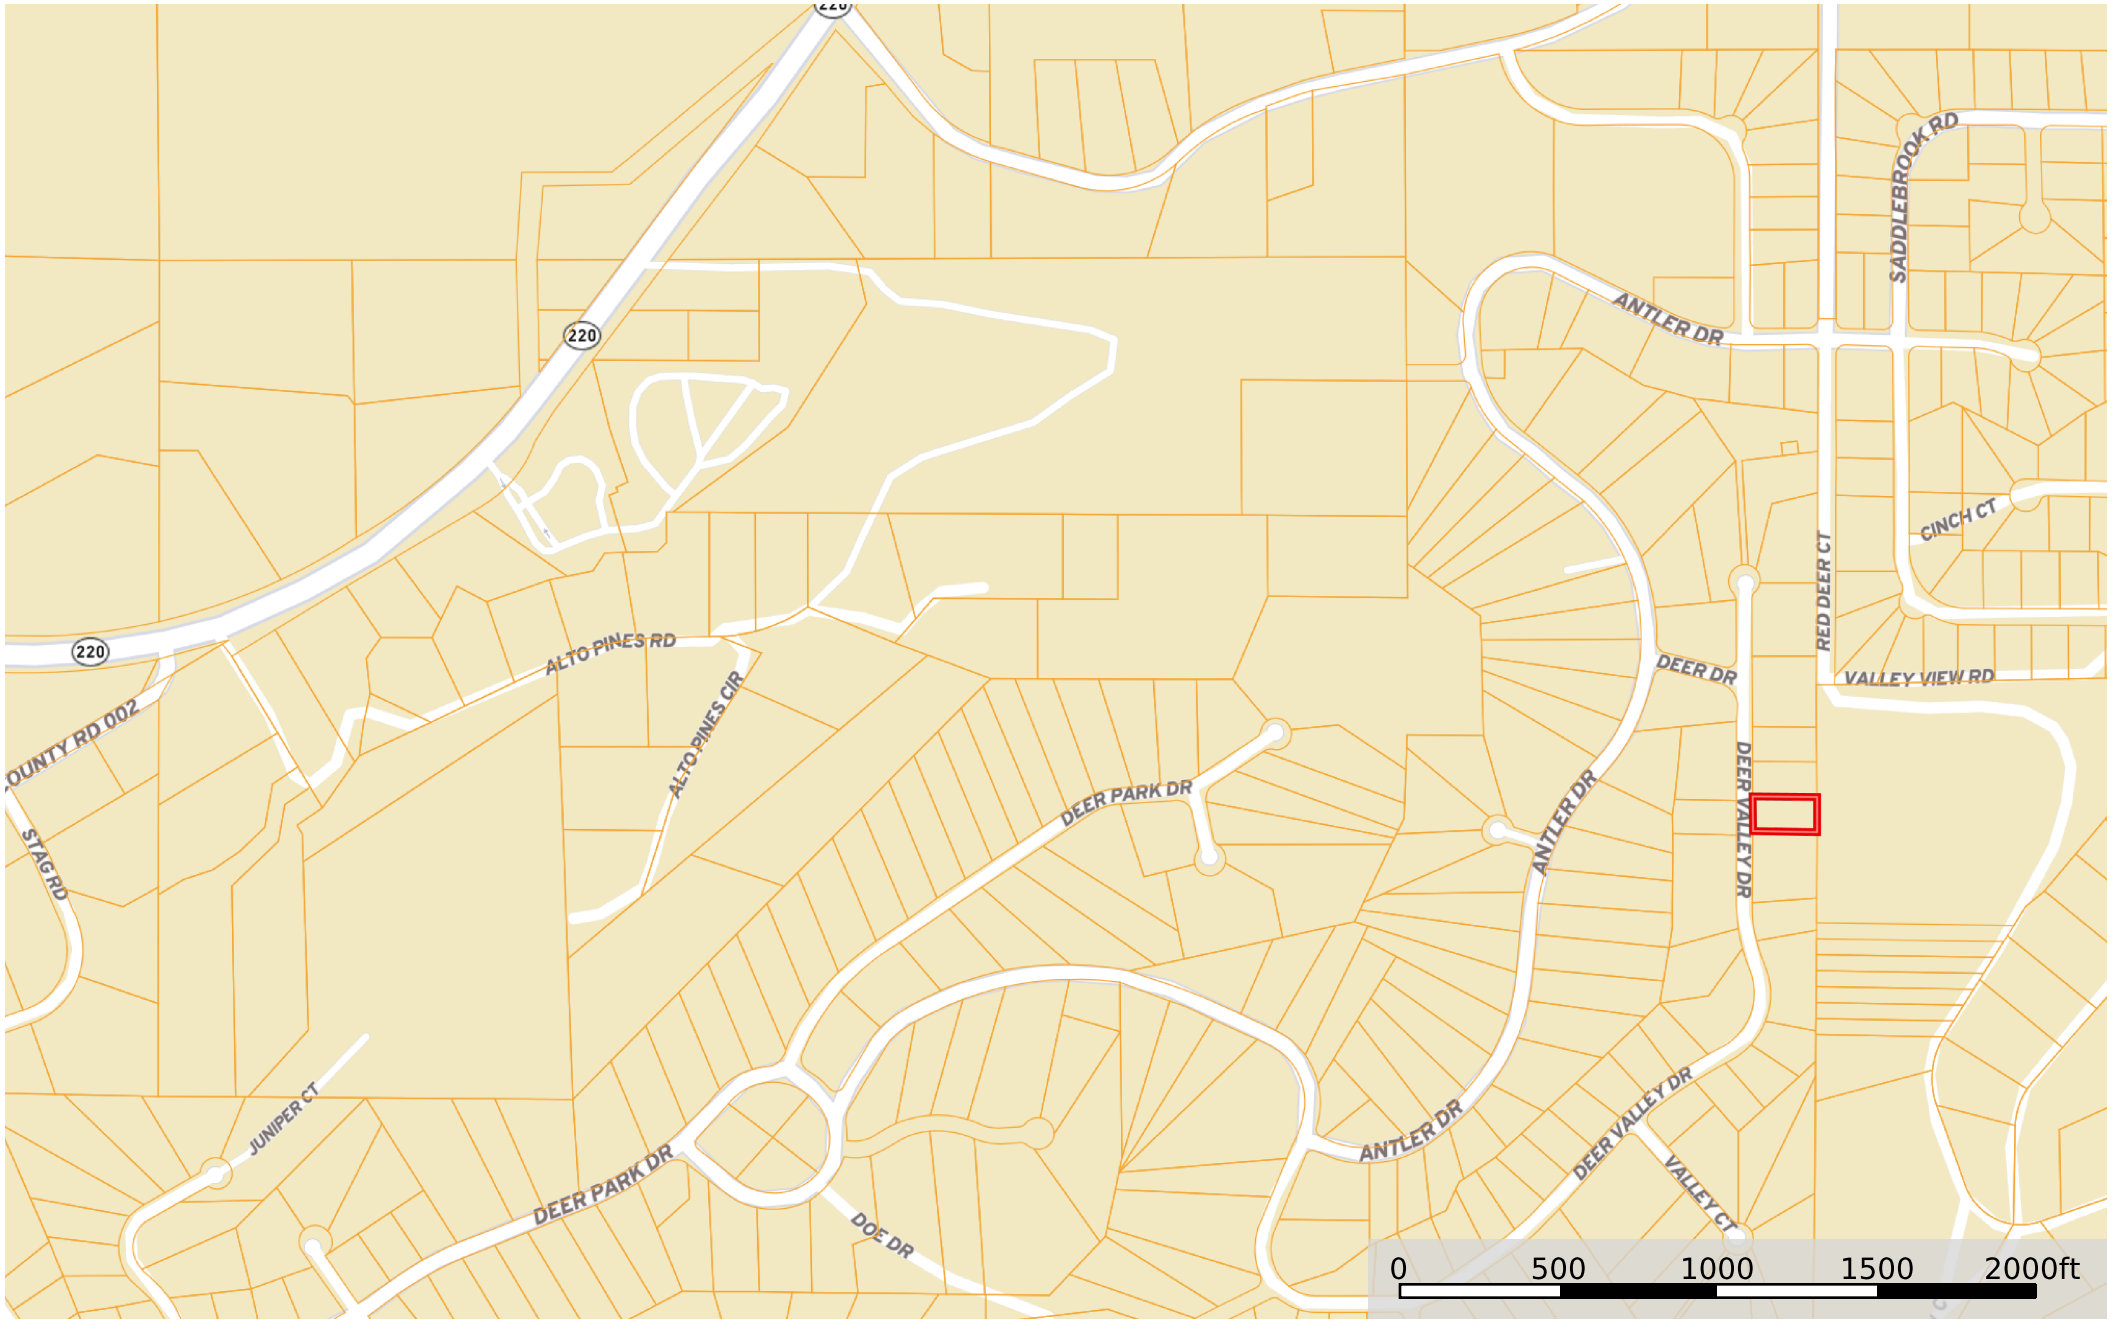 220
SADDLEBROOK RD
ANTLER DR
220
CINCH CT
RED DEER CT
220
ALTO PINES RD
DEER DR
VALLEY VIEW RD
ALTO PINES CIR
OUNTY RD 002
DEER PARK DR
DEER VALLEY DR
ANTLER DR
STAG RD
JUNIPER CT
ANTLER DR
DEER VALLEY DR
DEER PARK DR
VALLEY CT
DOE DR
0 500 1000 1500 2000ft